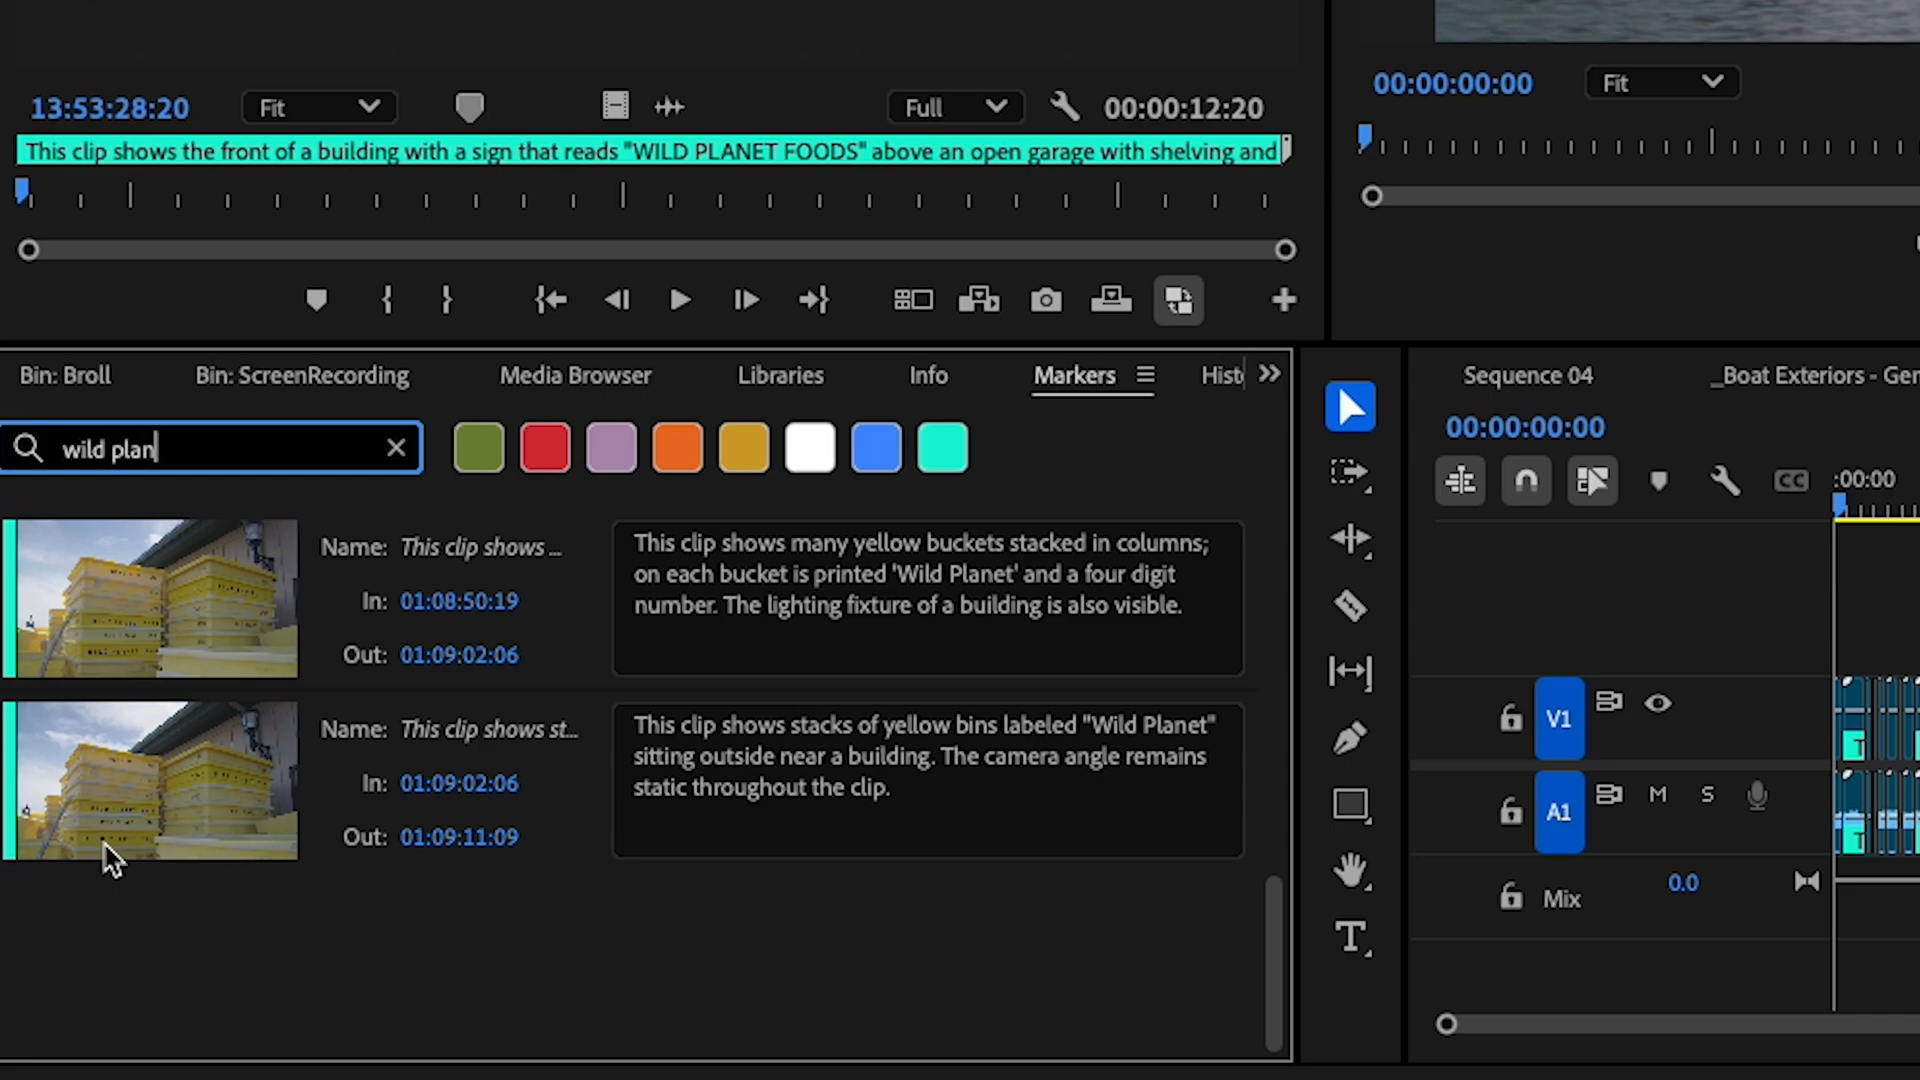 13:53:28:20
Fit
Full
00:00:12:20
This clip shows the front of a building with a sign that reads "WILD PLANET FOODS" above an open garage with shelving and
00:00:00:00
Fit
Bin: Broll
Bin: ScreenRecording
Media Browser
Libraries
Info
Markers
Hist
wild plan
Name: This clip shows ...
In: 01:08:50:19
Out: 01:09:02:06
This clip shows many yellow buckets stacked in columns;
on each bucket is printed 'Wild Planet' and a four digit
number. The lighting fixture of a building is also visible.
Name: This clip shows st...
In: 01:09:02:06
Out: 01:09:11:09
This clip shows stacks of yellow bins labeled "Wild Planet"
sitting outside near a building. The camera angle remains
static throughout the clip.
Sequence 04
_Boat Exteriors - Gen
00:00:00:00
CC
:00:00
V1
A1
M
S
Mix
0.0